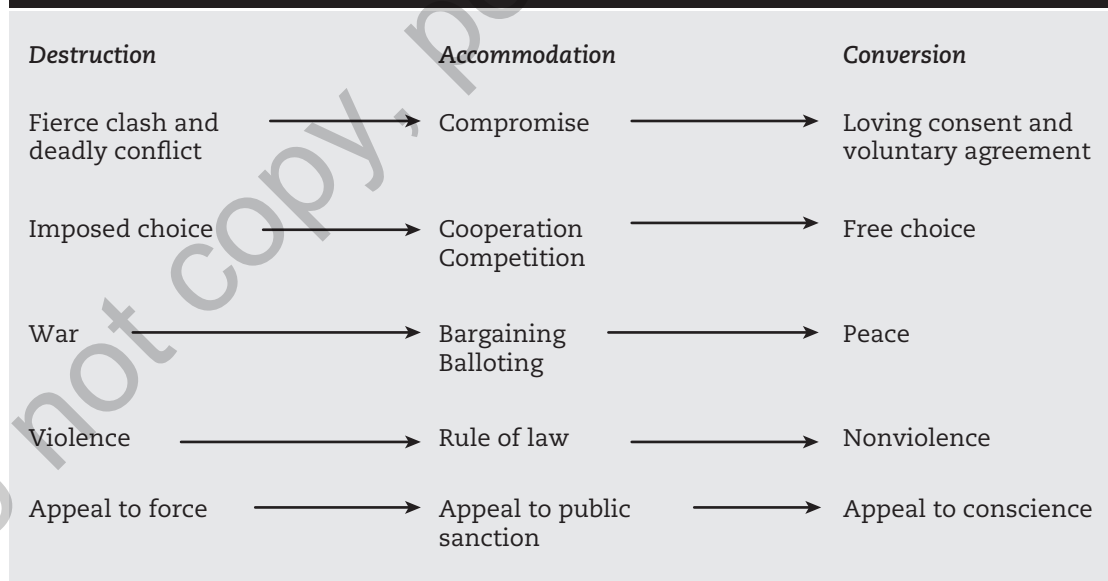 Destruction Accommodation Conversion
Fierce clash and
deadly conflict
Compromise
Loving consent and
voluntary agreement
Imposed choice
Cooperation
Competition
Free choice
War
Bargaining
Balloting
Peace
Violence Rule of law Nonviolence
Appeal to force
Appeal to public
sanction
Appeal to conscience
not copy,